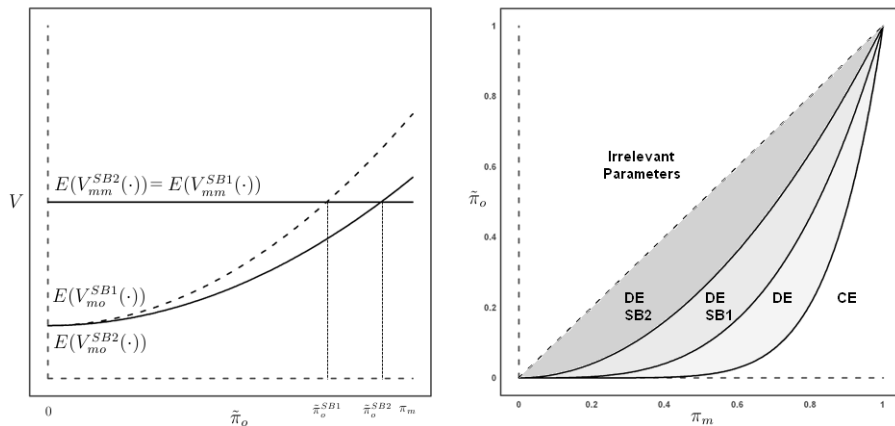 V
E(V_{mm}^{SB2}(·)) = E(V_{mm}^{SB1}(·))
E(V_{mo}^{SB1}(·))
E(V_{mo}^{SB2}(·))
0
π̃_o
π̃_o^{SB1}
π̃_o^{SB2}
π_m
1
0.8
0.6
0.4
0.2
0
π̃_o
Irrelevant
Parameters
DE
SB2
DE
SB1
DE
CE
0
0.2
0.4
0.6
0.8
1
π_m